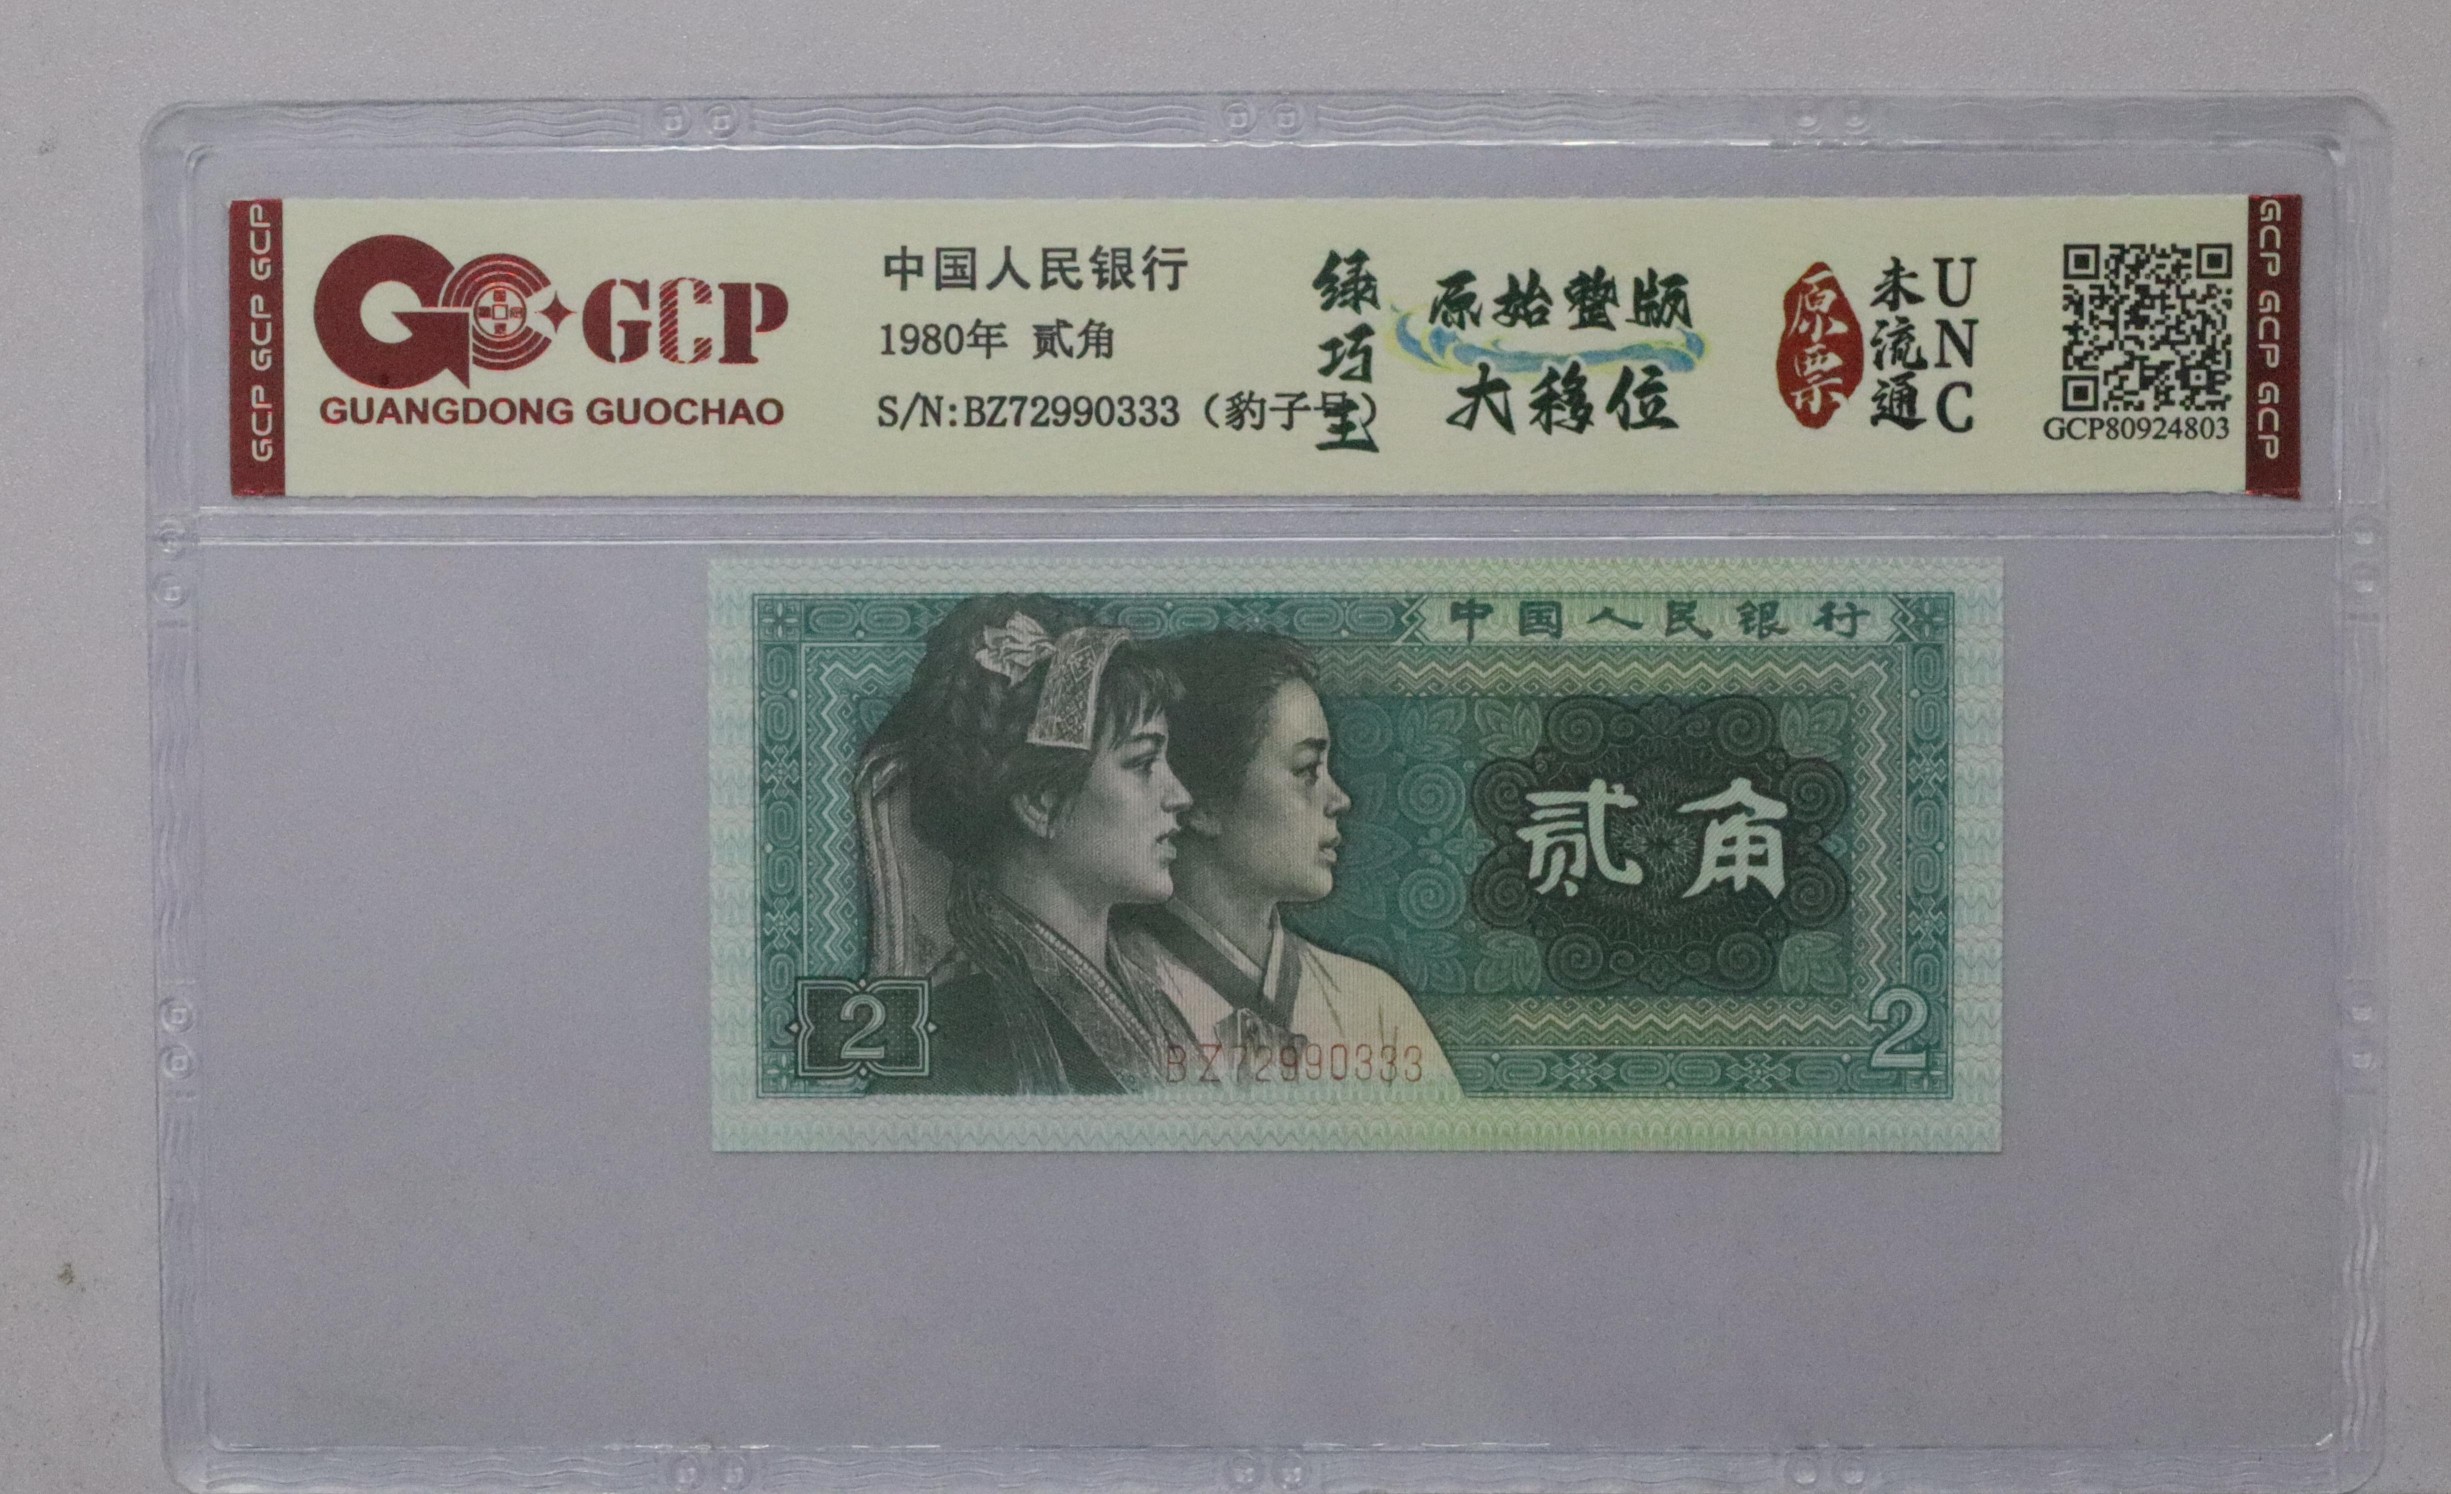 GCP GCP GCP
GCP
GUANGDONG GUOCHAO
中国人民银行
1980年 贰角
S/N:BZ72990333（豹子号）
绿巧王
原始整版
大移位
原票
未流通
UNC
GCP80924803
GCP GCP GCP
中国人民银行
贰角
2
BZ72990333
2